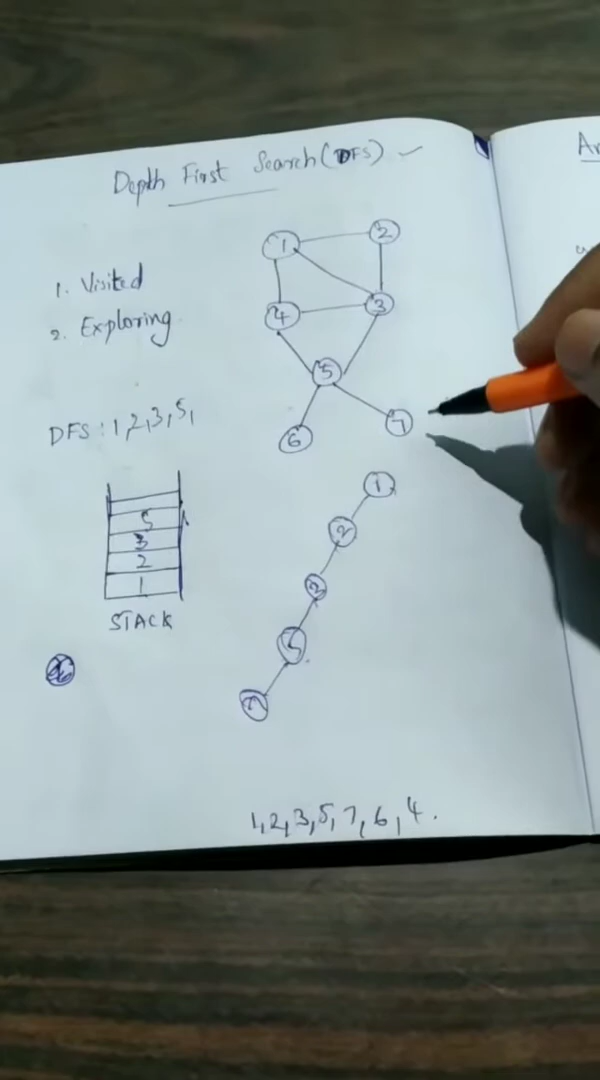 Depth First Search (DFS)
1. Visited
2. Exploring
1
2
4
3
5
6
7
DFS : 1, 2, 3, 5,
5
3
2
1
STACK
1
2
3
5
7
1, 2, 3, 5, 7, 6, 4.